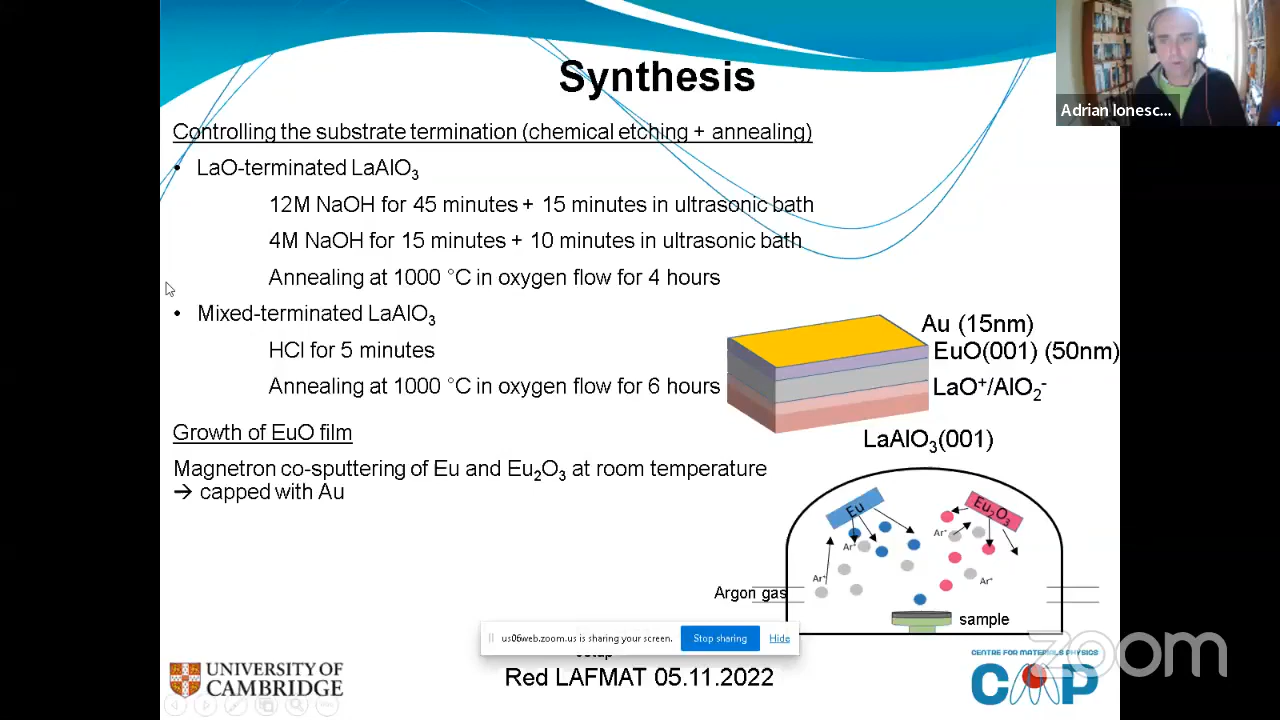 Synthesis
Adrian Ionesc...
Controlling the substrate termination (chemical etching + annealing)
• LaO-terminated LaAlO3
12M NaOH for 45 minutes + 15 minutes in ultrasonic bath
4M NaOH for 15 minutes + 10 minutes in ultrasonic bath
Annealing at 1000 °C in oxygen flow for 4 hours
• Mixed-terminated LaAlO3
HCl for 5 minutes
Annealing at 1000 °C in oxygen flow for 6 hours
Au (15nm)
EuO(001) (50nm)
LaO+/AlO2-
LaAlO3(001)
Growth of EuO film
Magnetron co-sputtering of Eu and Eu2O3 at room temperature
→ capped with Au
Eu
Eu2O3
Ar+
Ar+
Ar+
Ar+
Argon gas
sample
us06web.zoom.us is sharing your screen.
Stop sharing
Hide
Red LAFMAT 05.11.2022
UNIVERSITY OF
CAMBRIDGE
CENTRE FOR MATERIALS PHYSICS
CMP
zoom